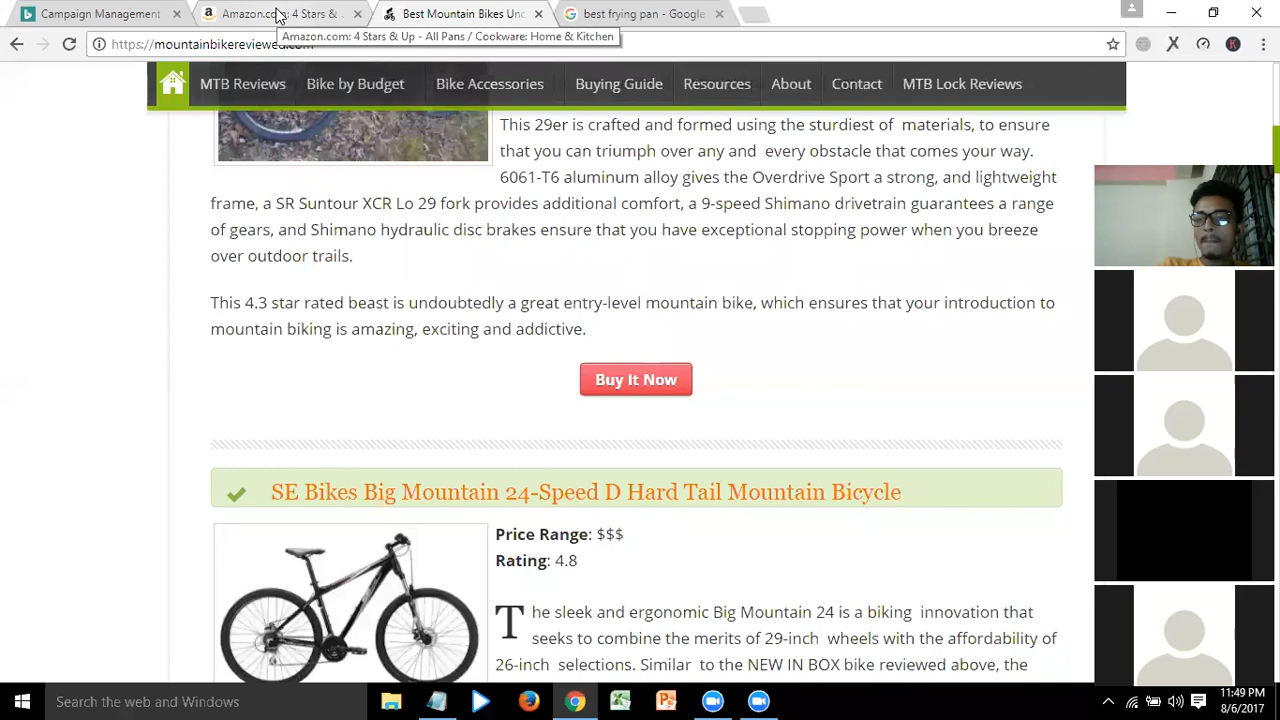 Campaign Management
Amazon.com: 4 Stars &
Best Mountain Bikes Und
best frying pan - Google
Amazon.com: 4 Stars & Up - All Pans / Cookware: Home & Kitchen
https://mountainbikereviewed.com
MTB Reviews
Bike by Budget
Bike Accessories
Buying Guide
Resources
About
Contact
MTB Lock Reviews
This 29er is crafted and formed using the sturdiest of materials, to ensure
that you can triumph over any and every obstacle that comes your way.
6061-T6 aluminum alloy gives the Overdrive Sport a strong, and lightweight
frame, a SR Suntour XCR Lo 29 fork provides additional comfort, a 9-speed Shimano drivetrain guarantees a range
of gears, and Shimano hydraulic disc brakes ensure that you have exceptional stopping power when you breeze
over outdoor trails.
This 4.3 star rated beast is undoubtedly a great entry-level mountain bike, which ensures that your introduction to
mountain biking is amazing, exciting and addictive.
Buy It Now
SE Bikes Big Mountain 24-Speed D Hard Tail Mountain Bicycle
Price Range: $$$
Rating: 4.8
The sleek and ergonomic Big Mountain 24 is a biking innovation that
seeks to combine the merits of 29-inch wheels with the affordability of
26-inch selections. Similar to the NEW IN BOX bike reviewed above, the
Search the web and Windows
11:49 PM
8/6/2017